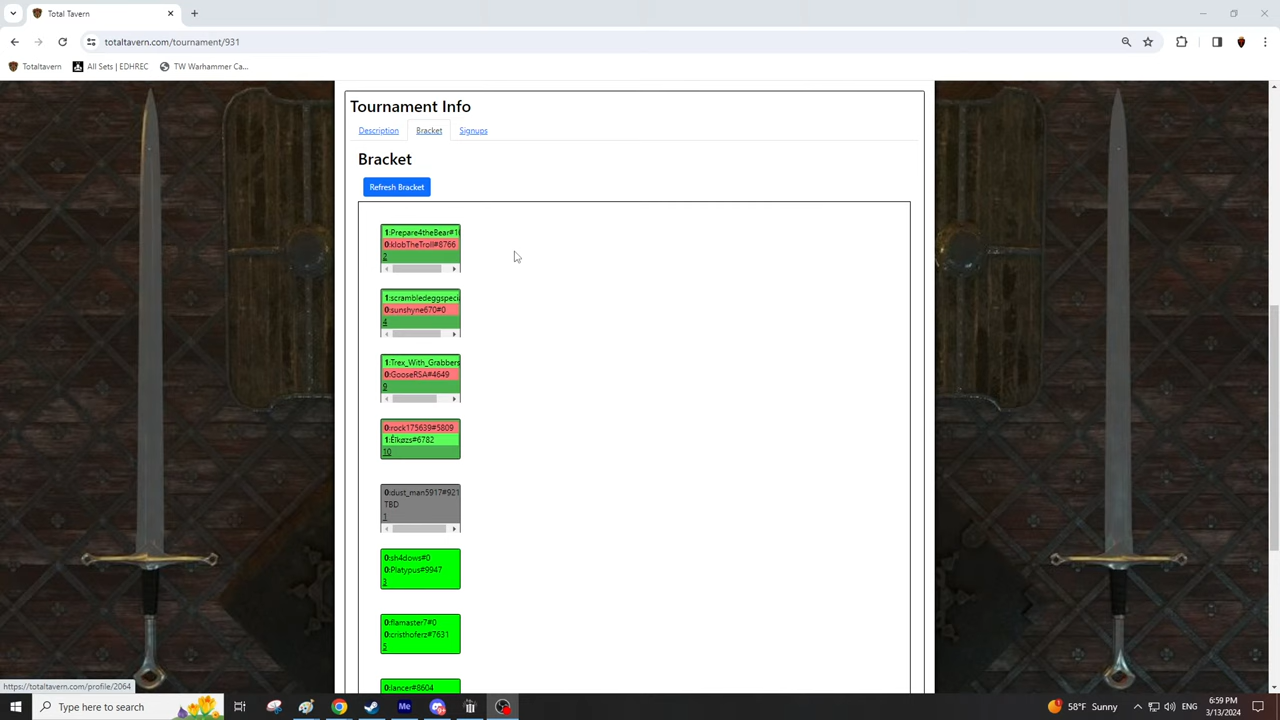 Total Tavern
totaltavern.com/tournament/931
Totaltavern
All Sets | EDHREC
TW Warhammer Ca...
Tournament Info
Description
Bracket
Signups
Bracket
Refresh Bracket
1:Prepare4theBear#1
0:klobTheTroll#8766
2
1:scrambledeggspeci
0:sunshyne670#0
4
1:Trex_With_Grabbers
0:GooseRSA#4649
9
0:rock175639#5809
1:Êîkøzs#6782
10
0:dust_man5917#921
TBD
1
0:sh4dows#0
0:Platypus#9947
3
0:flamaster7#0
0:cristhoferz#7631
5
0:lancer#8604
https://totaltavern.com/profile/2064
Type here to search
Me
58°F Sunny
ENG
6:59 PM
3/13/2024